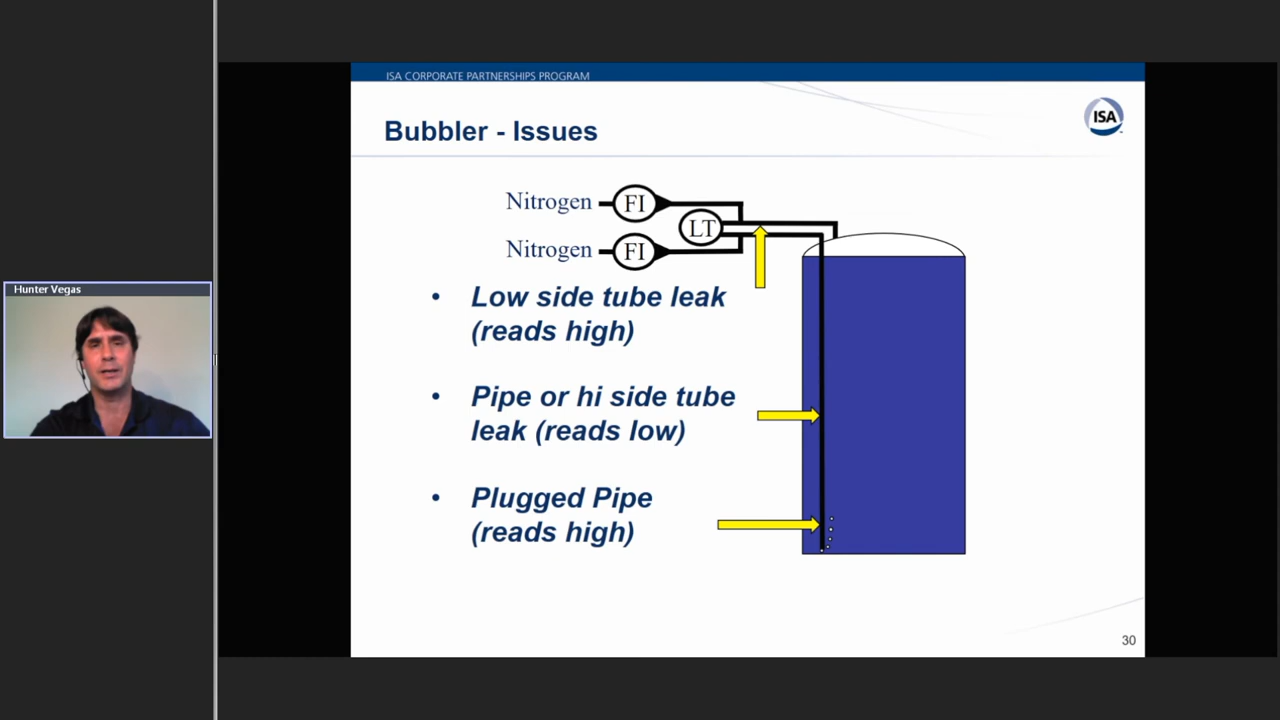 ISA CORPORATE PARTNERSHIPS PROGRAM
ISA
Bubbler - Issues
Nitrogen
FI
LT
Nitrogen
FI
Hunter Vegas
• Low side tube leak
(reads high)
• Pipe or hi side tube
leak (reads low)
• Plugged Pipe
(reads high)
30